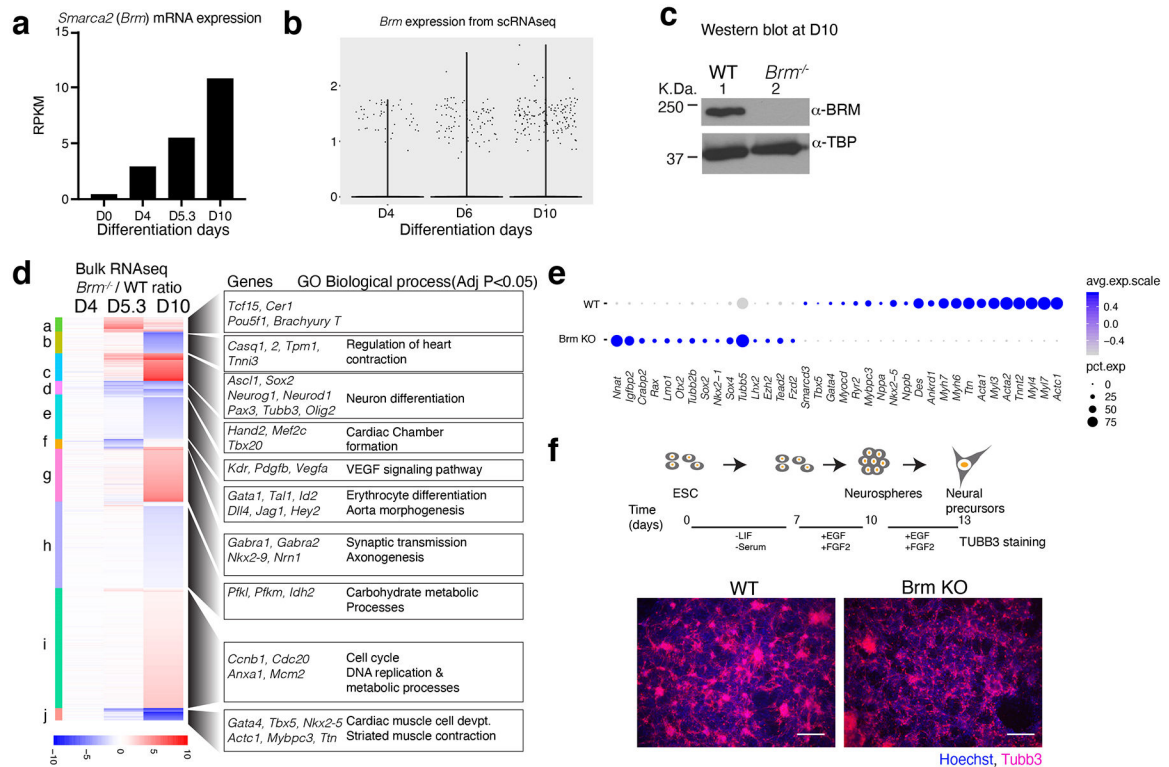 a
Smarca2 (Brm) mRNA expression
15
10
5
0
RPKM
D0 D4 D5.3 D10
Differentiation days
b
Brm expression from scRNAseq
2
1
0
D4 D6 D10
Differentiation days
c
Western blot at D10
WT Brm-/-
K.Da. 1 2
250
α-BRM
α-TBP
37
d
Bulk RNAseq
Brm-/-/ WT ratio
D4 D5.3 D10
a
b
c
d
e
f
g
h
i
j
-10 -5 0 5 10
Genes GO Biological process(Adj P<0.05)
Tcf15, Cer1
Pou5f1, Brachyury T
Casq1, 2, Tpm1, Regulation of heart
Tnni3 contraction
Ascl1, Sox2
Neurog1, Neurod1 Neuron differentiation
Pax3, Tubb3, Olig2
Hand2, Mef2c Cardiac Chamber
Tbx20 formation
Kdr, Pdgfb, Vegfa VEGF signaling pathway
Gata1, Tal1, Id2 Erythrocyte differentiation
Dll4, Jag1, Hey2 Aorta morphogenesis
Gabra1, Gabra2 Synaptic transmission
Nkx2-9, Nrn1 Axonogenesis
Pfkl, Pfkm, Idh2 Carbohydrate metabolic
Processes
Ccnb1, Cdc20 Cell cycle
Anxa1, Mcm2 DNA replication &
metabolic processes
Gata4, Tbx5, Nkx2-5 Cardiac muscle cell devpt.
Actc1, Mybpc3, Ttn Striated muscle contraction
e
WT
Brm KO
Nnat Igfbp2 Crabp2 Rax Lmo1 Otx2 Tubb2b Sox2 Nkx2-1 Sox4 Tubb5 Lhx2 Ezh2 Tead2 Fzd2 Smarcd3 Tbx5 Gata4 Myocd Ryr2 Mybpc3 Nppa Nkx2-5 Nppb Des Ankrd1 Myh7 Myh6 Ttn Acta1 Myl3 Acta2 Tnnt2 Myl4 Myl7 Actc1
avg.exp.scale
0.4
0.0
-0.4
pct.exp
0
25
50
75
f
ESC Neurospheres Neural
precursors
Time
(days)
0 7 10 13
-LIF +EGF +EGF
-Serum +FGF2 +FGF2
TUBB3 staining
WT Brm KO
Hoechst, Tubb3